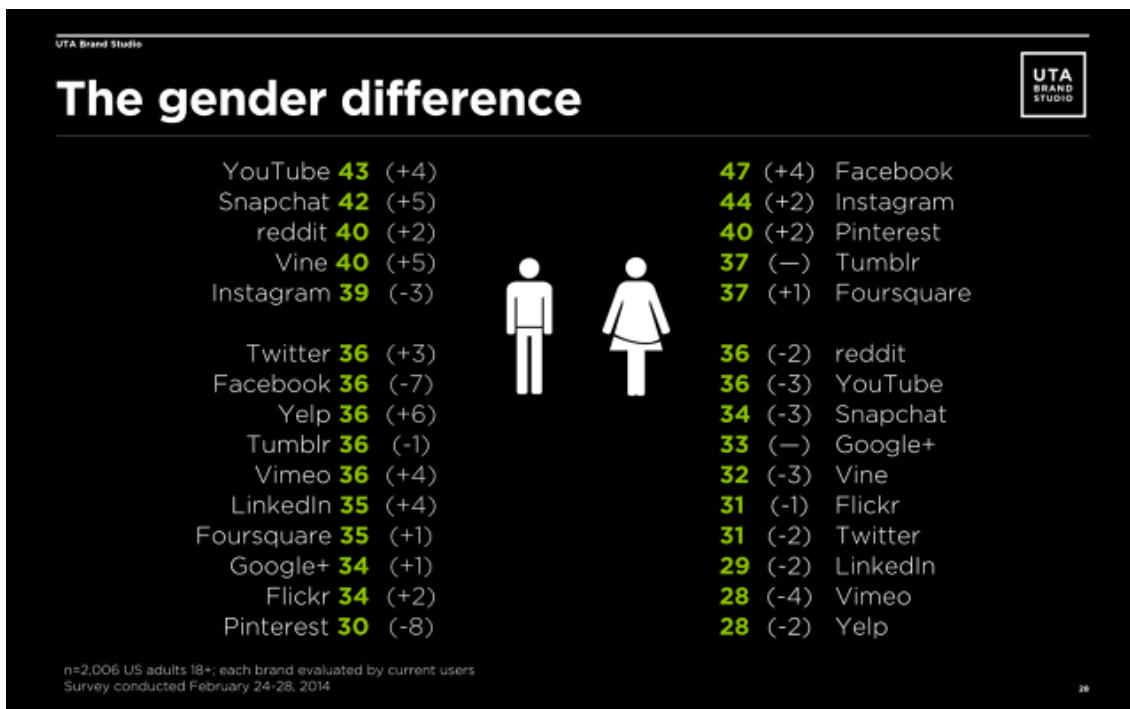 UTA Brand Studio
The gender difference
UTA
BRAND
STUDIO
YouTube 43 (+4)
Snapchat 42 (+5)
reddit 40 (+2)
Vine 40 (+5)
Instagram 39 (-3)
Twitter 36 (+3)
Facebook 36 (-7)
Yelp 36 (+6)
Tumblr 36 (-1)
Vimeo 36 (+4)
LinkedIn 35 (+4)
Foursquare 35 (+1)
Google+ 34 (+1)
Flickr 34 (+2)
Pinterest 30 (-8)
47 (+4) Facebook
44 (+2) Instagram
40 (+2) Pinterest
37 (—) Tumblr
37 (+1) Foursquare
36 (-2) reddit
36 (-3) YouTube
34 (-3) Snapchat
33 (—) Google+
32 (-3) Vine
31 (-1) Flickr
31 (-2) Twitter
29 (-2) LinkedIn
28 (-4) Vimeo
28 (-2) Yelp
n=2,006 US adults 18+; each brand evaluated by current users
Survey conducted February 24-28, 2014